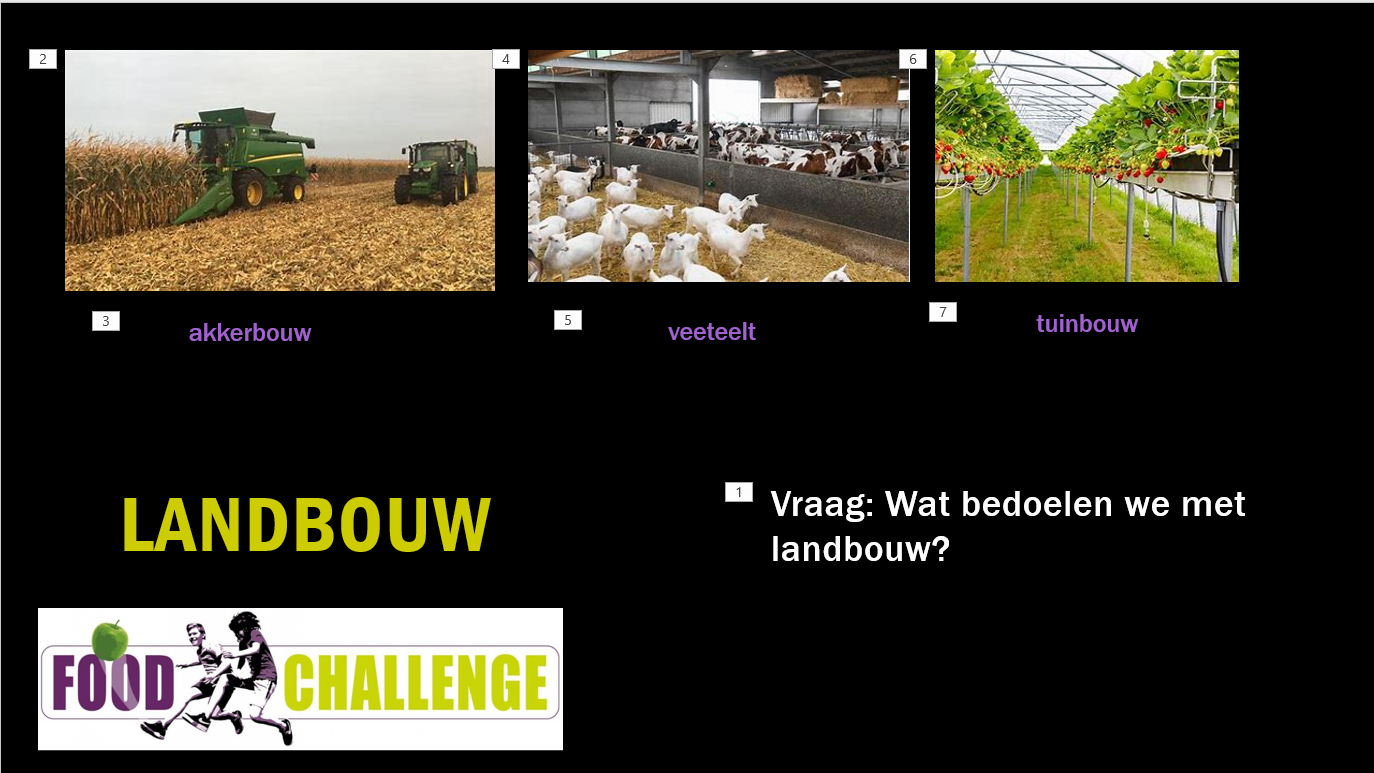 2
4
6
3
akkerbouw
5
veeteelt
7
tuinbouw
LANDBOUW
1
Vraag: Wat bedoelen we met
landbouw?
FOOD CHALLENGE